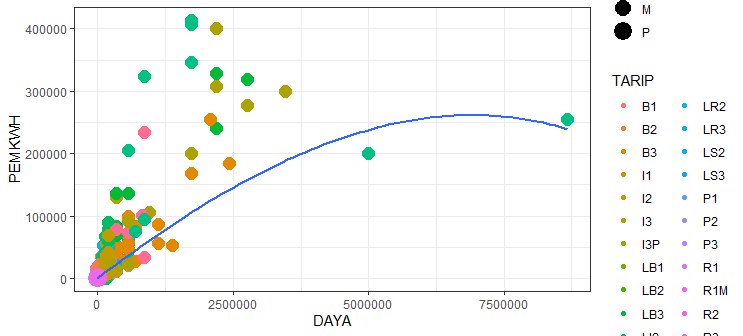 M
P
400000
300000
200000
100000
0
PEMKWH
0
2500000
5000000
7500000
DAYA
TARIP
B1
B2
B3
I1
I2
I3
I3P
LB1
LB2
LB3
LR2
LR3
LS2
LS3
P1
P2
P3
R1
R1M
R2